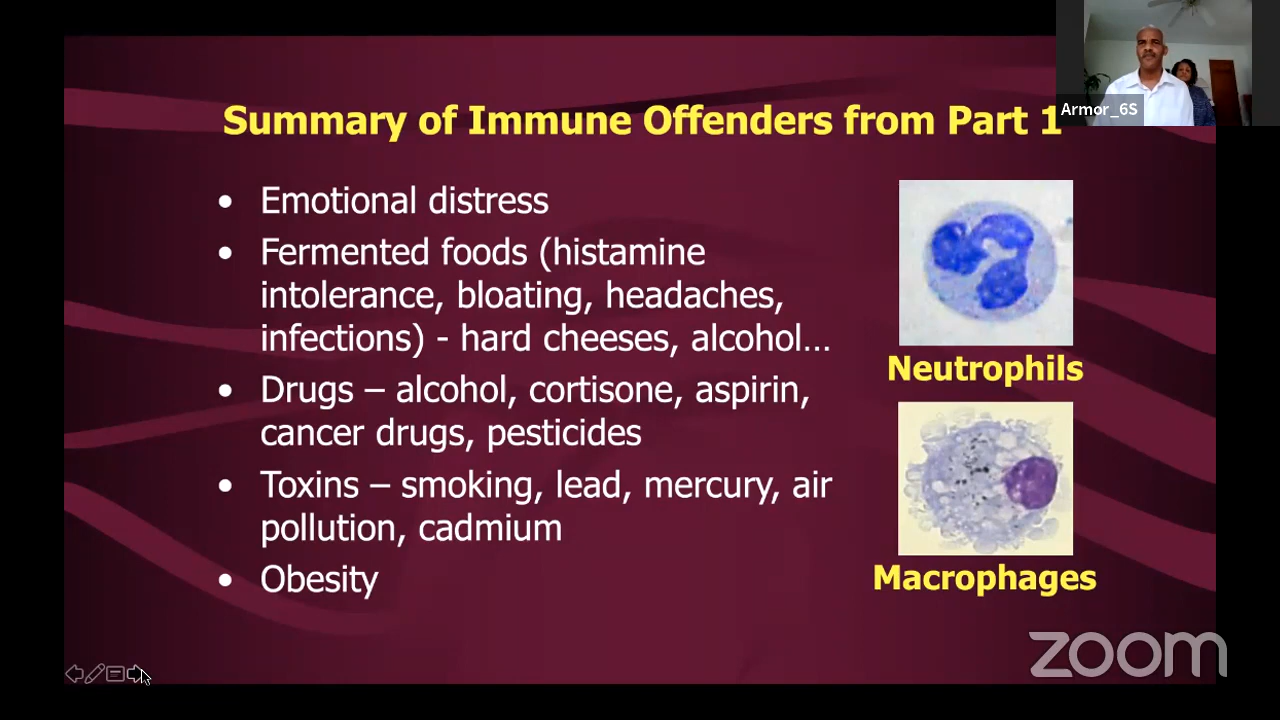 Summary of Immune Offenders from Part 1
Armor_6S
• Emotional distress
• Fermented foods (histamine
intolerance, bloating, headaches,
infections) - hard cheeses, alcohol…
• Drugs – alcohol, cortisone, aspirin,
cancer drugs, pesticides
• Toxins – smoking, lead, mercury, air
pollution, cadmium
• Obesity
Neutrophils
Macrophages
zoom